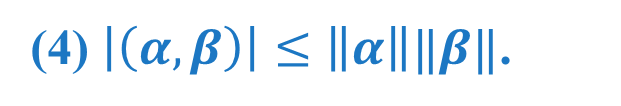 (4) |(α, β)| ≤ ‖α‖‖β‖.